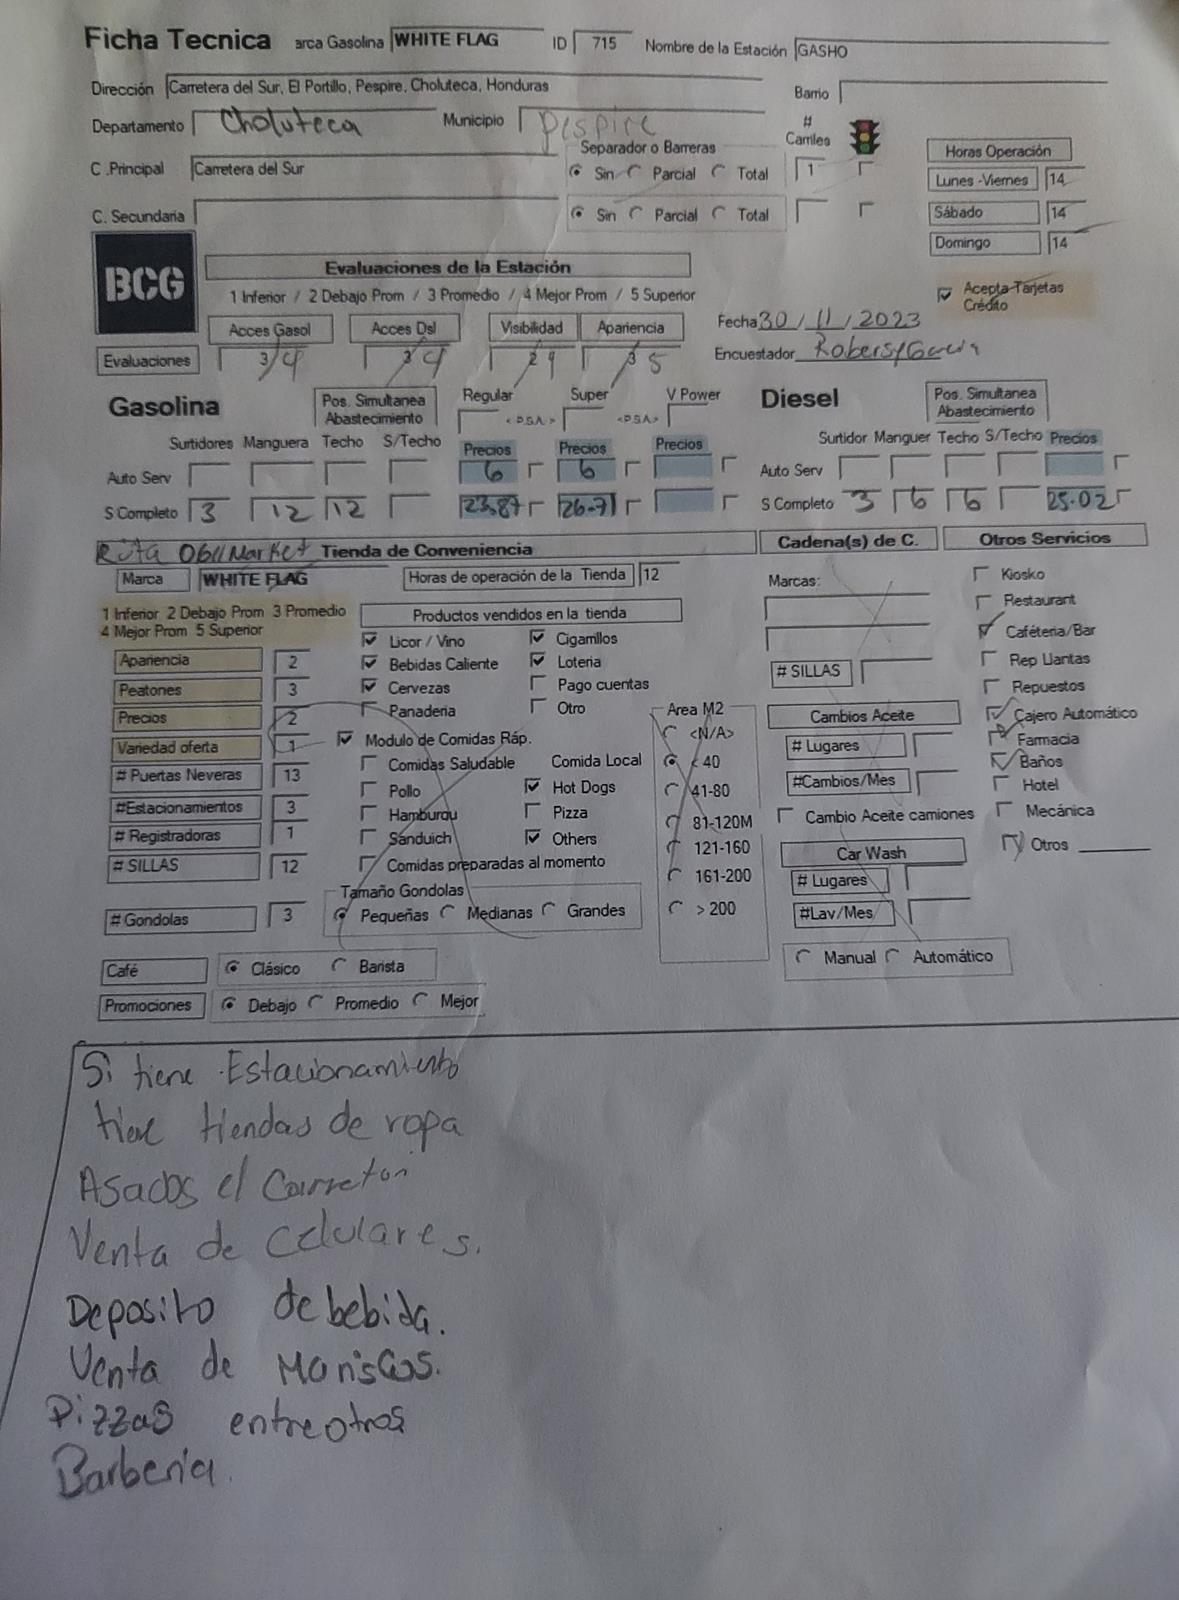 Ficha Tecnica arca Gasolina WHITE FLAG ID 715 Nombre de la Estación GASHO
Dirección Carretera del Sur, El Portillo, Pespire, Choluteca, Honduras Barrio
Departamento Choluteca Municipio Pespire # Carriles
C .Principal Carretera del Sur Separador o Barreras Sin Parcial Total 1
C. Secundaria Sin Parcial Total
Horas Operación
Lunes -Viernes 14
Sábado 14
Domingo 14
BCG
Evaluaciones de la Estación
1 Inferior / 2 Debajo Prom / 3 Promedio / 4 Mejor Prom / 5 Superior
Acepta Tarjetas Crédito
Acces Gasol Acces Dsl Visibilidad Apariencia
Fecha 30/11/2023
Evaluaciones 3/4 3 4 2 4 3 5
Encuestador
Gasolina Pos. Simultanea Abastecimiento Regular Super V Power
<P.S.A.> <P.S.A.>
Surtidores Manguera Techo S/Techo Precios Precios Precios
Auto Serv 6 6
S Completo 3 12 12 23.87 26.71
Diesel Pos. Simultanea Abastecimiento
Surtidor Manguer Techo S/Techo Precios
Auto Serv
S Completo 3 6 6 25.02
Ruta 0611 Market Tienda de Conveniencia
Marca WHITE FLAG Horas de operación de la Tienda 12
1 Inferior 2 Debajo Prom 3 Promedio
4 Mejor Prom 5 Superior
Apariencia 2
Peatones 3
Precios 2
Variedad oferta 1
# Puertas Neveras 13
#Estacionamientos 3
# Registradoras 1
# SILLAS 12
# Gondolas 3
Productos vendidos en la tienda
Licor / Vino Cigarrillos
Bebidas Caliente Loteria
Cervezas Pago cuentas
Panaderia Otro
Modulo de Comidas Ráp.
Comidas Saludable Comida Local
Pollo Hot Dogs
Hamburqu Pizza
Sánduich Others
Comidas preparadas al momento
Tamaño Gondolas
Pequeñas Medianas Grandes
Area M2
<N/A>
< 40
41-80
81-120M
121-160
161-200
> 200
Café Clásico Barista
Promociones Debajo Promedio Mejor
Cadena(s) de C.
Marcas:
# SILLAS
Cambios Aceite
# Lugares
#Cambios/Mes
Cambio Aceite camiones
Car Wash
# Lugares
#Lav/Mes
Manual Automático
Otros Servicios
Kiosko
Restaurant
Caféteria/Bar
Rep Llantas
Repuestos
Cajero Automático
Farmacia
Baños
Hotel
Mecánica
Otros
Si tiene Estacionamiento
tiene tiendas de ropa
Asados el Carreton
Venta de Celulares.
Deposito de bebida.
Venta de Mariscos.
Pizzas entre otros
Barberia.